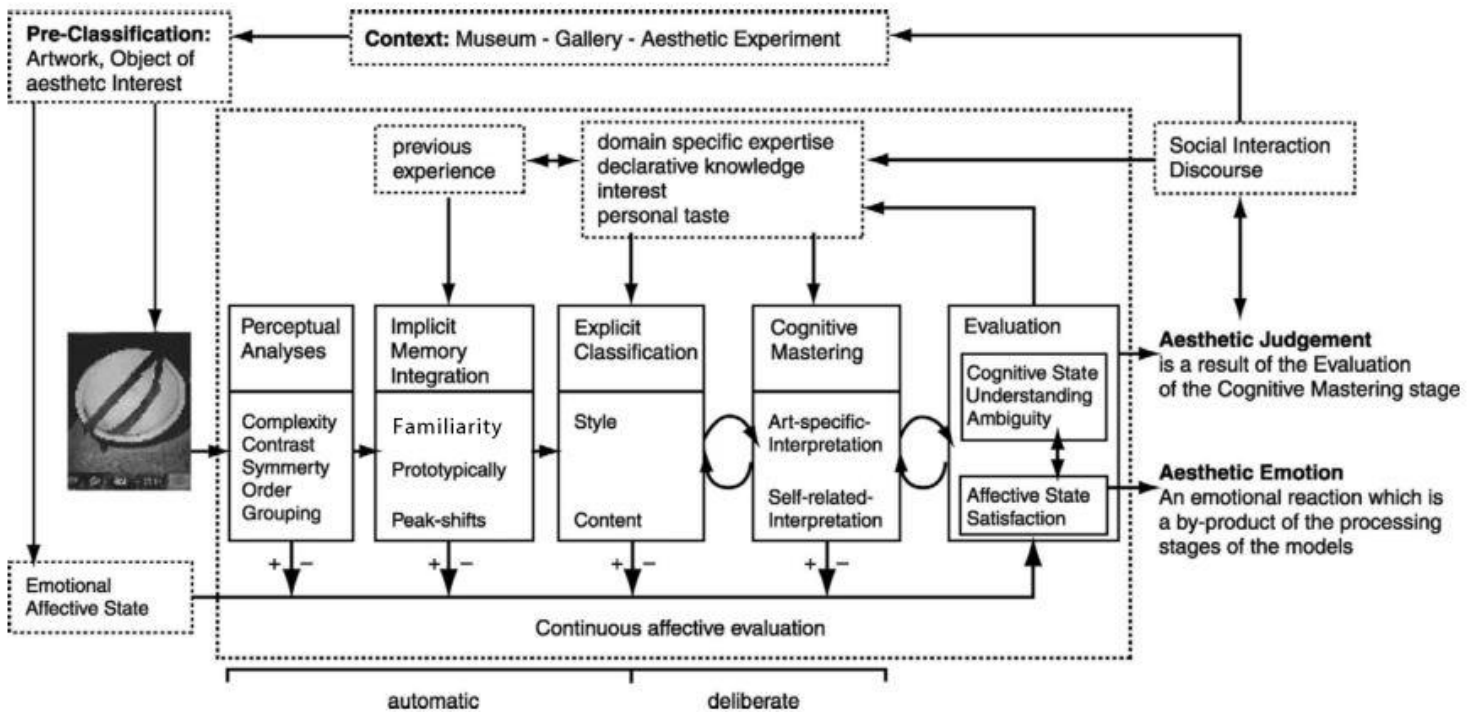 Pre-Classification:
Artwork, Object of
aesthetc Interest
Context: Museum - Gallery - Aesthetic Experiment
Social Interaction
Discourse
previous
experience
domain specific expertise
declarative knowledge
interest
personal taste
Perceptual
Analyses
Complexity
Contrast
Symmerty
Order
Grouping
Implicit
Memory
Integration
Familiarity
Prototypically
Peak-shifts
Explicit
Classification
Style
Content
Cognitive
Mastering
Art-specific-
Interpretation
Self-related-
Interpretation
Evaluation
Cognitive State
Understanding
Ambiguity
Affective State
Satisfaction
Aesthetic Judgement
is a result of the Evaluation
of the Cognitive Mastering stage
Aesthetic Emotion
An emotional reaction which is
a by-product of the processing
stages of the models
+ –
+ –
+ –
+ –
Emotional
Affective State
Continuous affective evaluation
automatic
deliberate